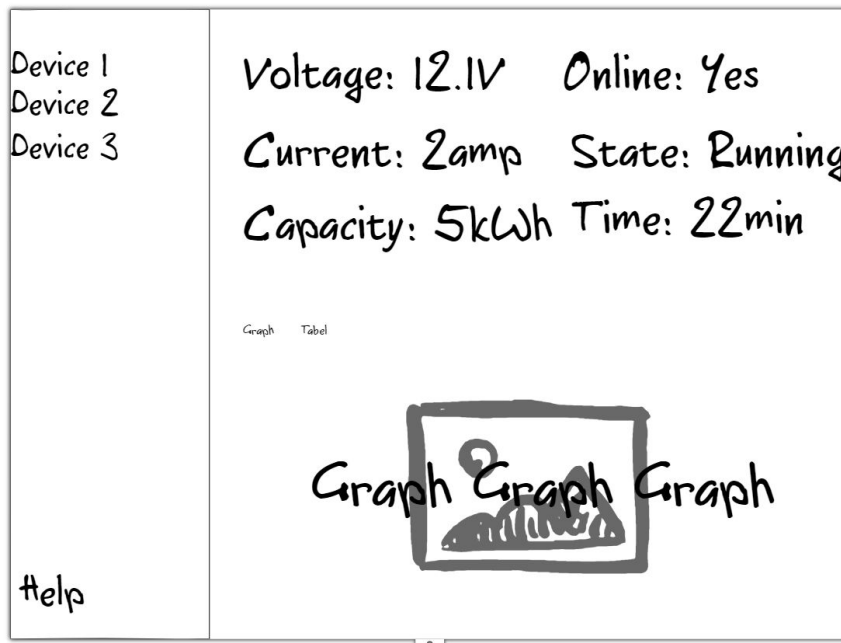 Device 1
Device 2
Device 3
Help
Voltage: 12.1V Online: Yes
Current: 2amp State: Running
Capacity: 5kWh Time: 22min
Graph Tabel
Graph Graph Graph